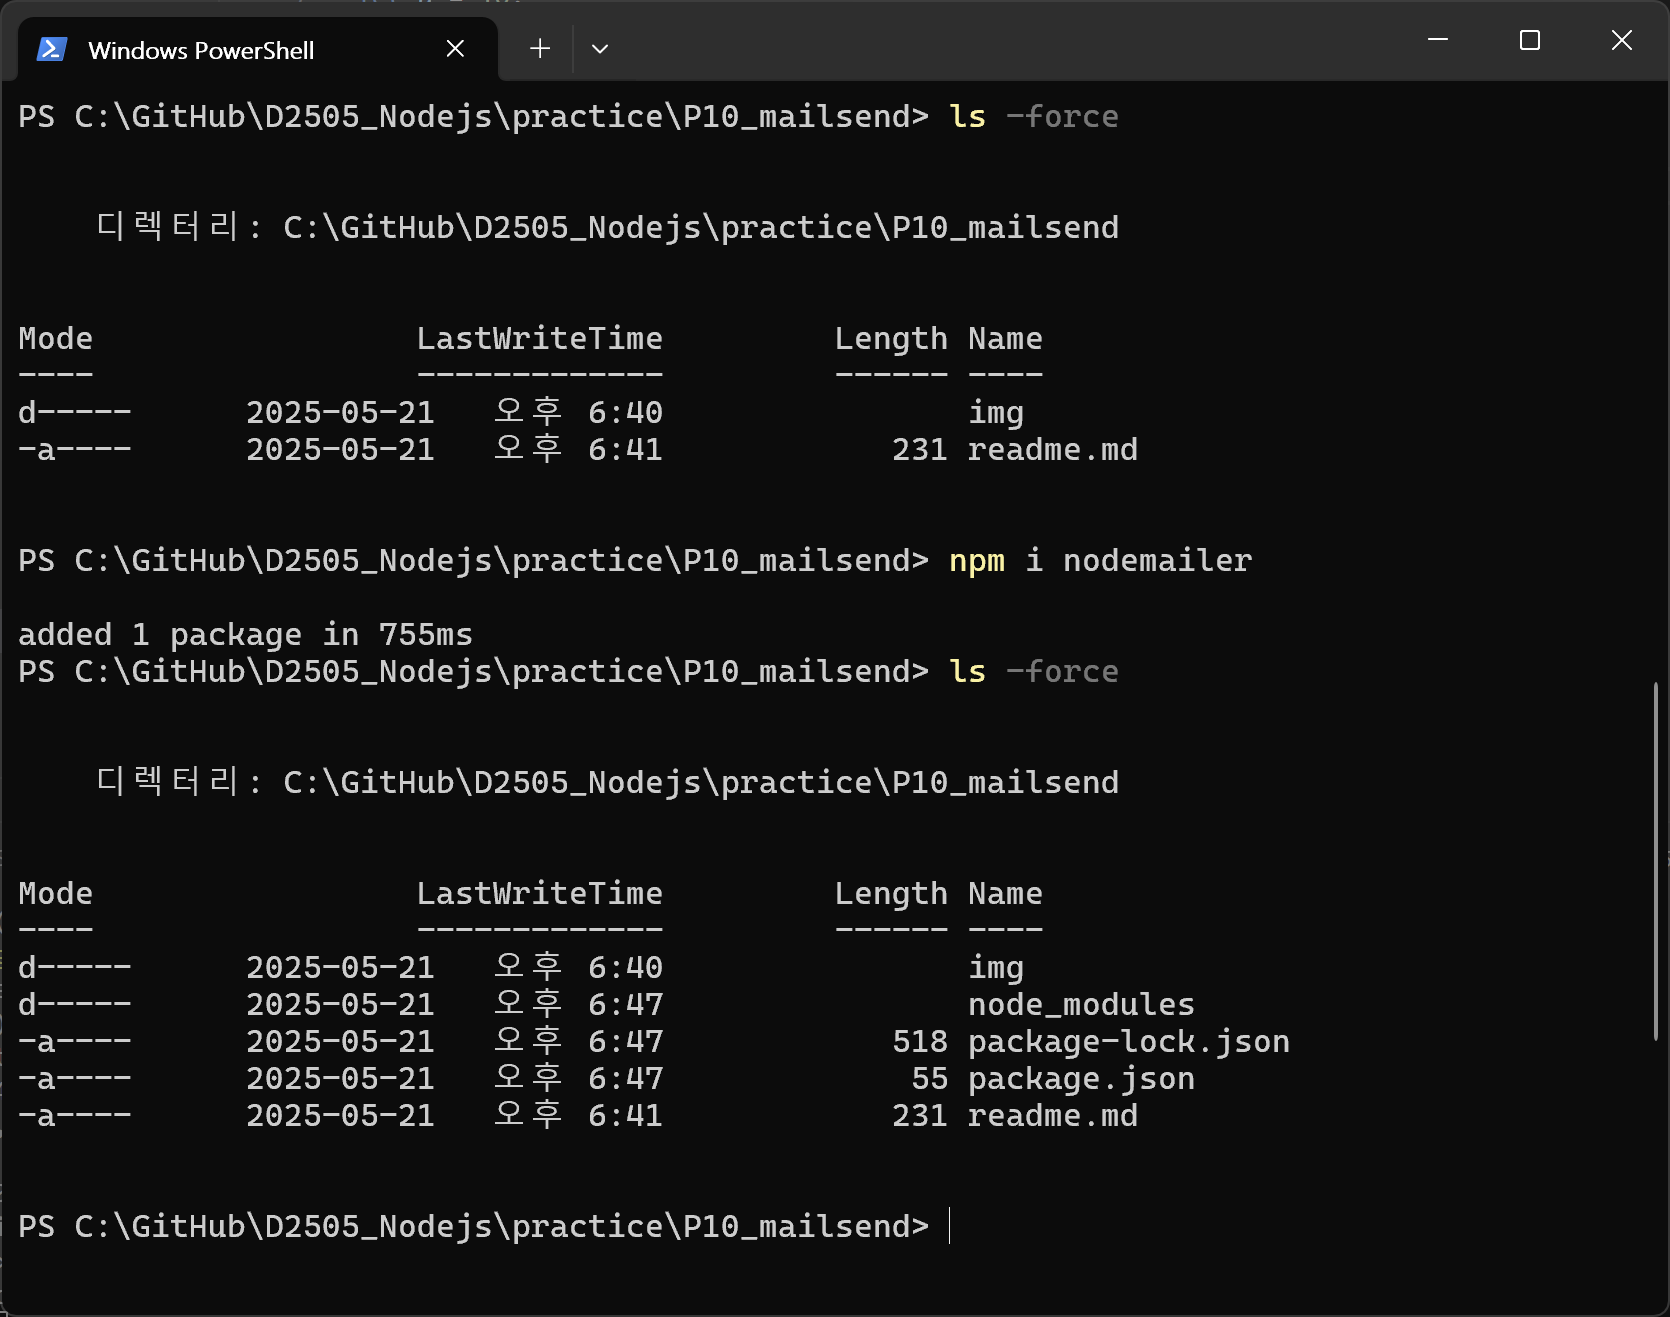 Windows PowerShell
PS C:\GitHub\D2505_Nodejs\practice\P10_mailsend> ls -force
디렉터리: C:\GitHub\D2505_Nodejs\practice\P10_mailsend
Mode                 LastWriteTime         Length Name
----                 -------------         ------ ----
d-----      2025-05-21   오후 6:40                img
-a----      2025-05-21   오후 6:41            231 readme.md
PS C:\GitHub\D2505_Nodejs\practice\P10_mailsend> npm i nodemailer
added 1 package in 755ms
PS C:\GitHub\D2505_Nodejs\practice\P10_mailsend> ls -force
디렉터리: C:\GitHub\D2505_Nodejs\practice\P10_mailsend
Mode                 LastWriteTime         Length Name
----                 -------------         ------ ----
d-----      2025-05-21   오후 6:40                img
d-----      2025-05-21   오후 6:47                node_modules
-a----      2025-05-21   오후 6:47            518 package-lock.json
-a----      2025-05-21   오후 6:47             55 package.json
-a----      2025-05-21   오후 6:41            231 readme.md
PS C:\GitHub\D2505_Nodejs\practice\P10_mailsend>